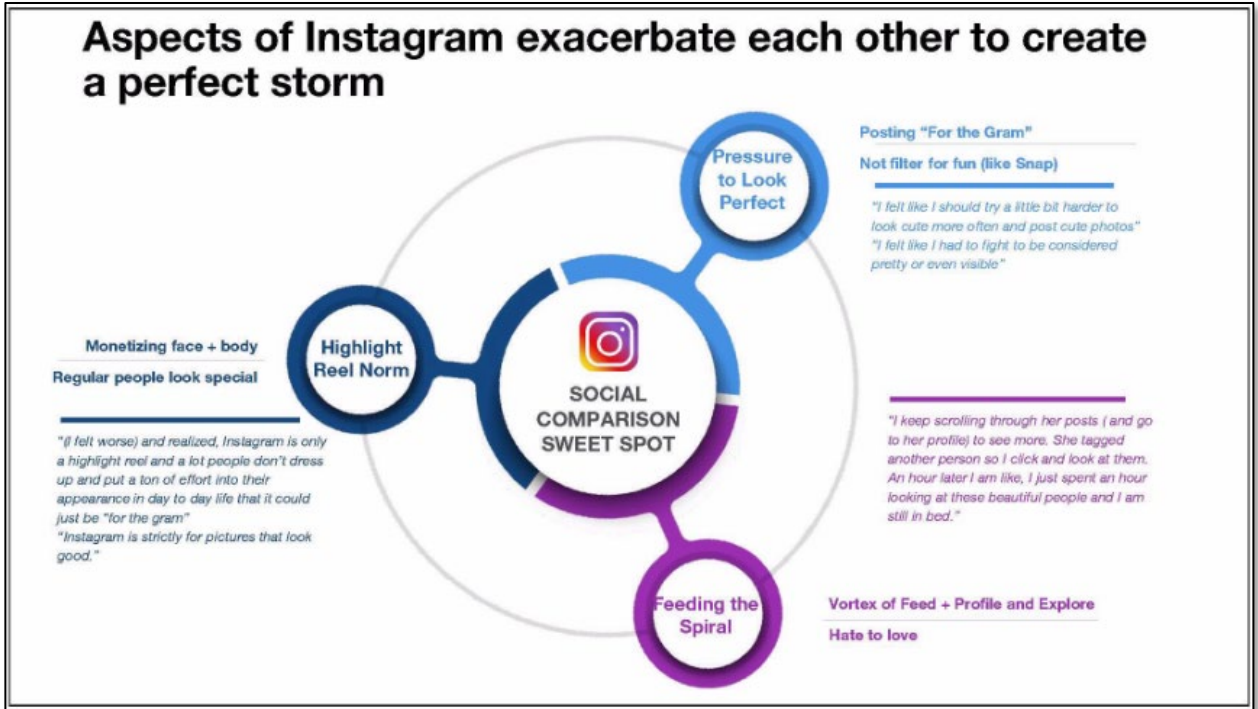 Aspects of Instagram exacerbate each other to create
a perfect storm
Pressure
to Look
Perfect
Posting “For the Gram”
Not filter for fun (like Snap)
"I felt like I should try a little bit harder to
look cute more often and post cute photos"
"I felt like I had to fight to be considered
pretty or even visible"
Highlight
Reel Norm
Monetizing face + body
Regular people look special
"(I felt worse) and realized, Instagram is only
a highlight reel and a lot people don't dress
up and put a ton of effort into their
appearance in day to day life that it could
just be "for the gram"
"Instagram is strictly for pictures that look
good."
SOCIAL
COMPARISON
SWEET SPOT
"I keep scrolling through her posts ( and go
to her profile) to see more. She tagged
another person so I click and look at them.
An hour later I am like, I just spent an hour
looking at these beautiful people and I am
still in bed."
Feeding the
Spiral
Vortex of Feed + Profile and Explore
Hate to love